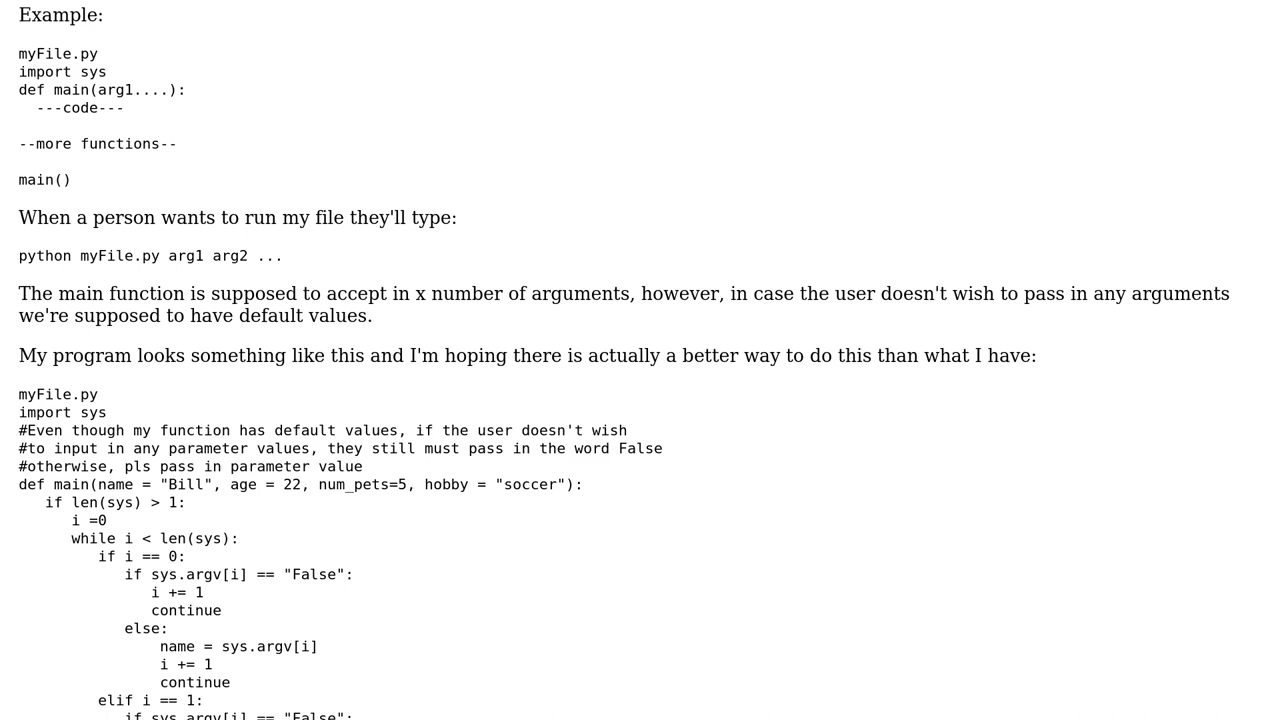 Example:
myFile.py
import sys
def main(arg1....):
  ---code---
--more functions--
main()
When a person wants to run my file they'll type:
python myFile.py arg1 arg2 ...
The main function is supposed to accept in x number of arguments, however, in case the user doesn't wish to pass in any arguments
we're supposed to have default values.
My program looks something like this and I'm hoping there is actually a better way to do this than what I have:
myFile.py
import sys
#Even though my function has default values, if the user doesn't wish
#to input in any parameter values, they still must pass in the word False
#otherwise, pls pass in parameter value
def main(name = "Bill", age = 22, num_pets=5, hobby = "soccer"):
   if len(sys) > 1:
      i =0
      while i < len(sys):
         if i == 0:
            if sys.argv[i] == "False":
               i += 1
               continue
            else:
                name = sys.argv[i]
                i += 1
                continue
         elif i == 1:
            if sys.argv[i] == "False":